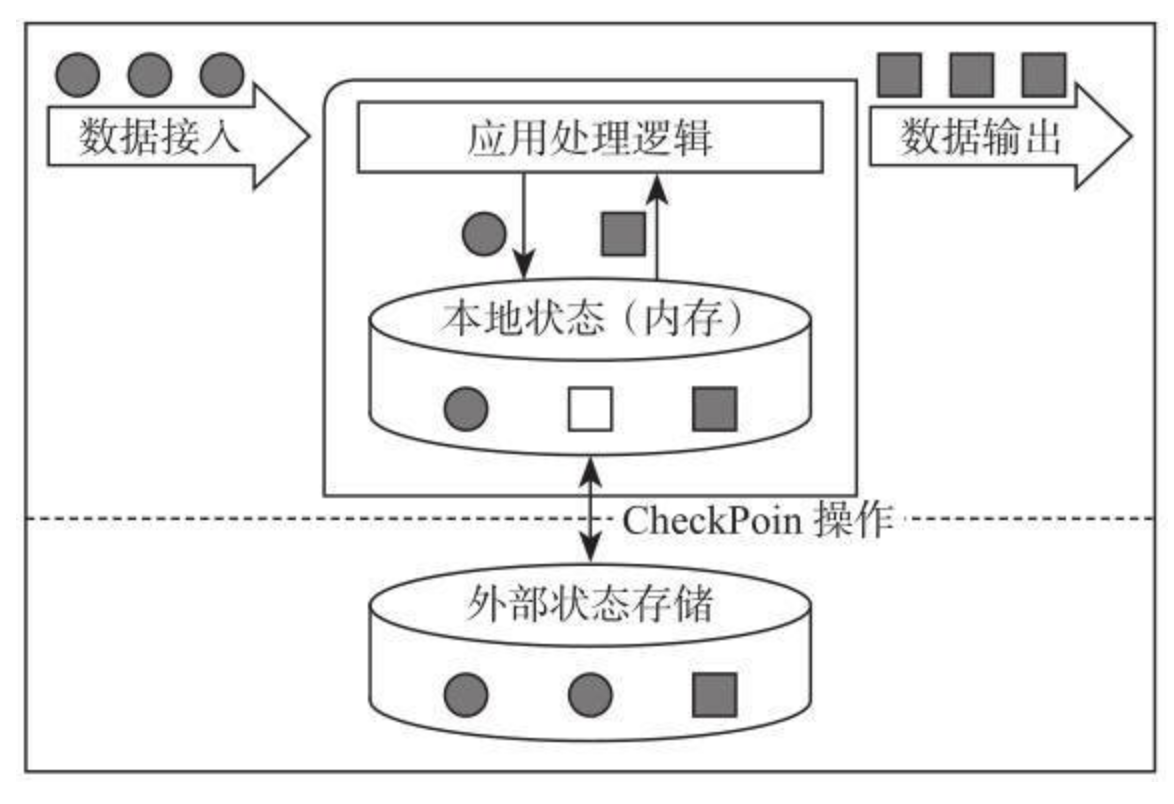 数据接入
应用处理逻辑
数据输出
本地状态（内存）
CheckPoin 操作
外部状态存储